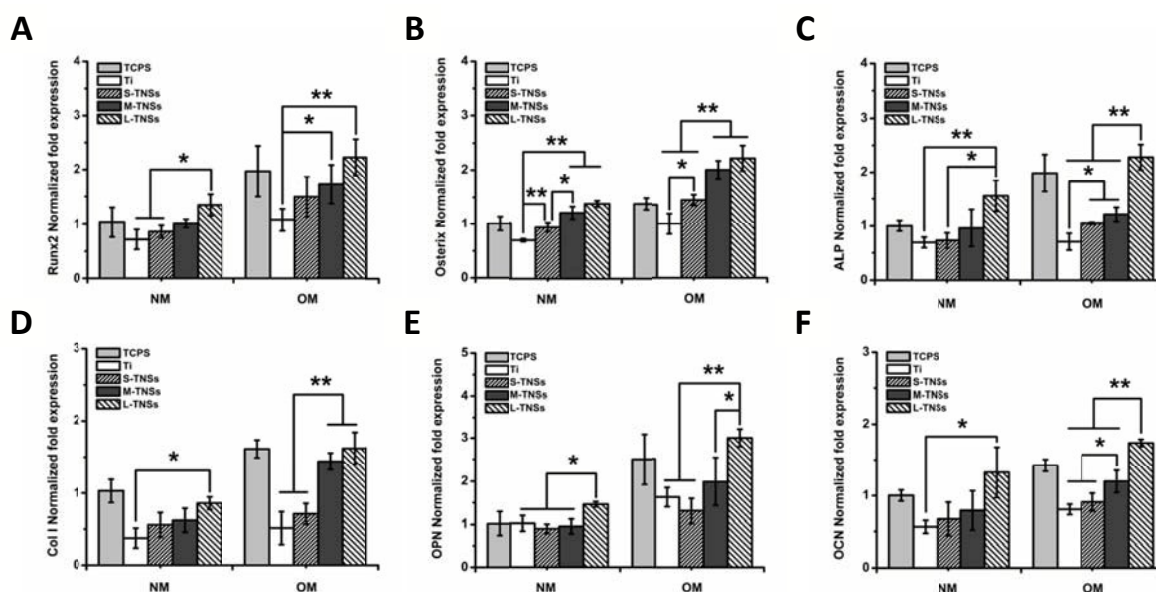 A
Runx2 Normalized fold expression
4
3
2
1
0
TCPS
Ti
S-TNSs
M-TNSs
L-TNSs
*
**
*
NM
OM
B
Osterix Normalized fold expression
4
3
2
1
0
TCPS
Ti
S-TNSs
M-TNSs
L-TNSs
**
**
*
**
*
NM
OM
C
ALP Normalized fold expression
4
3
2
1
0
TCPS
Ti
S-TNSs
M-TNSs
L-TNSs
**
*
**
*
NM
OM
D
Col I Normalized fold expression
3
2
1
0
TCPS
Ti
S-TNSs
M-TNSs
L-TNSs
*
**
NM
OM
E
OPN Normalized fold expression
5
4
3
2
1
0
TCPS
Ti
S-TNSs
M-TNSs
L-TNSs
*
**
*
NM
OM
F
OCN Normalized fold expression
3
2
1
0
TCPS
Ti
S-TNSs
M-TNSs
L-TNSs
*
**
*
NM
OM